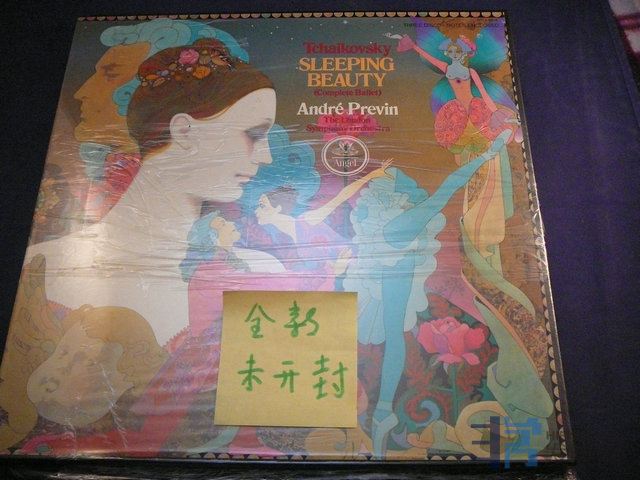 Tchaikovsky
SLEEPING
BEAUTY
(Complete Ballet)
André Previn
The London
Symphony Orchestra
Angel
全新
未开封